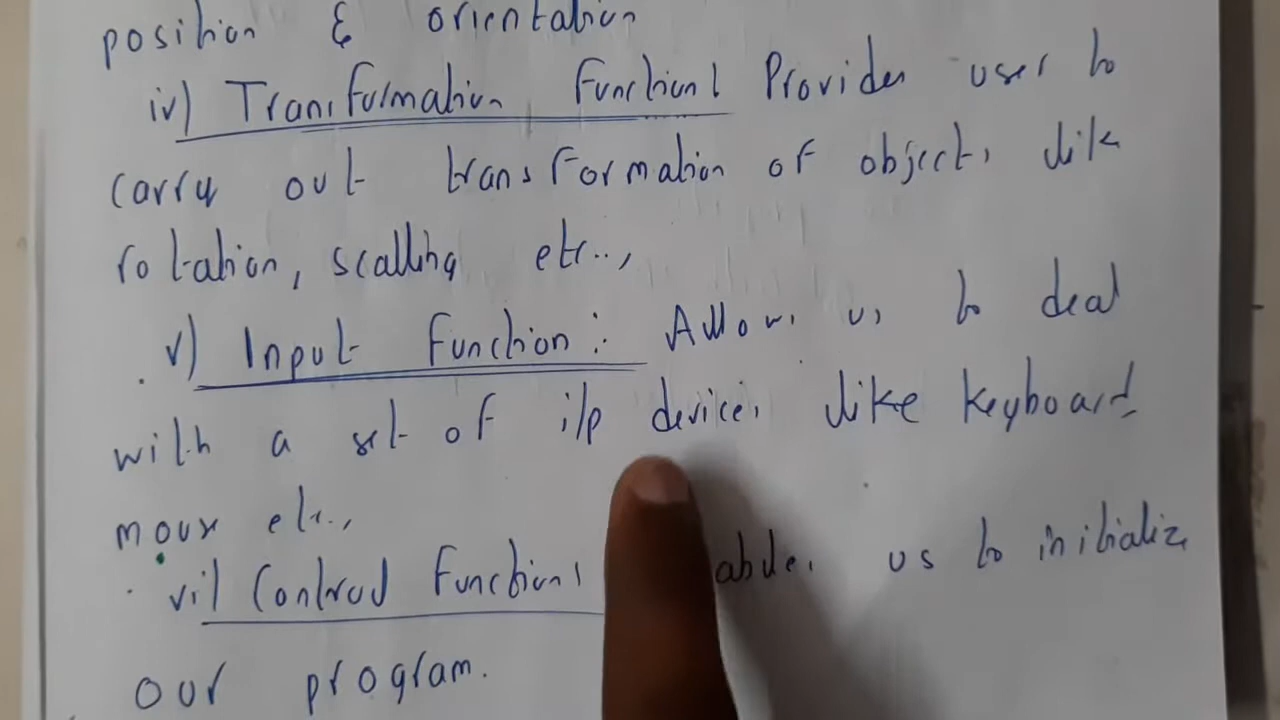 position & orientation
iv) Transformation Functions Provides user to
carry out transformation of objects like
rotation, scalling etc..,
v) Input Function : Allows us to deal
with a set of i/p devices like keyboard
mouse etc..,
vi) Control Functions us to initialize
our program.